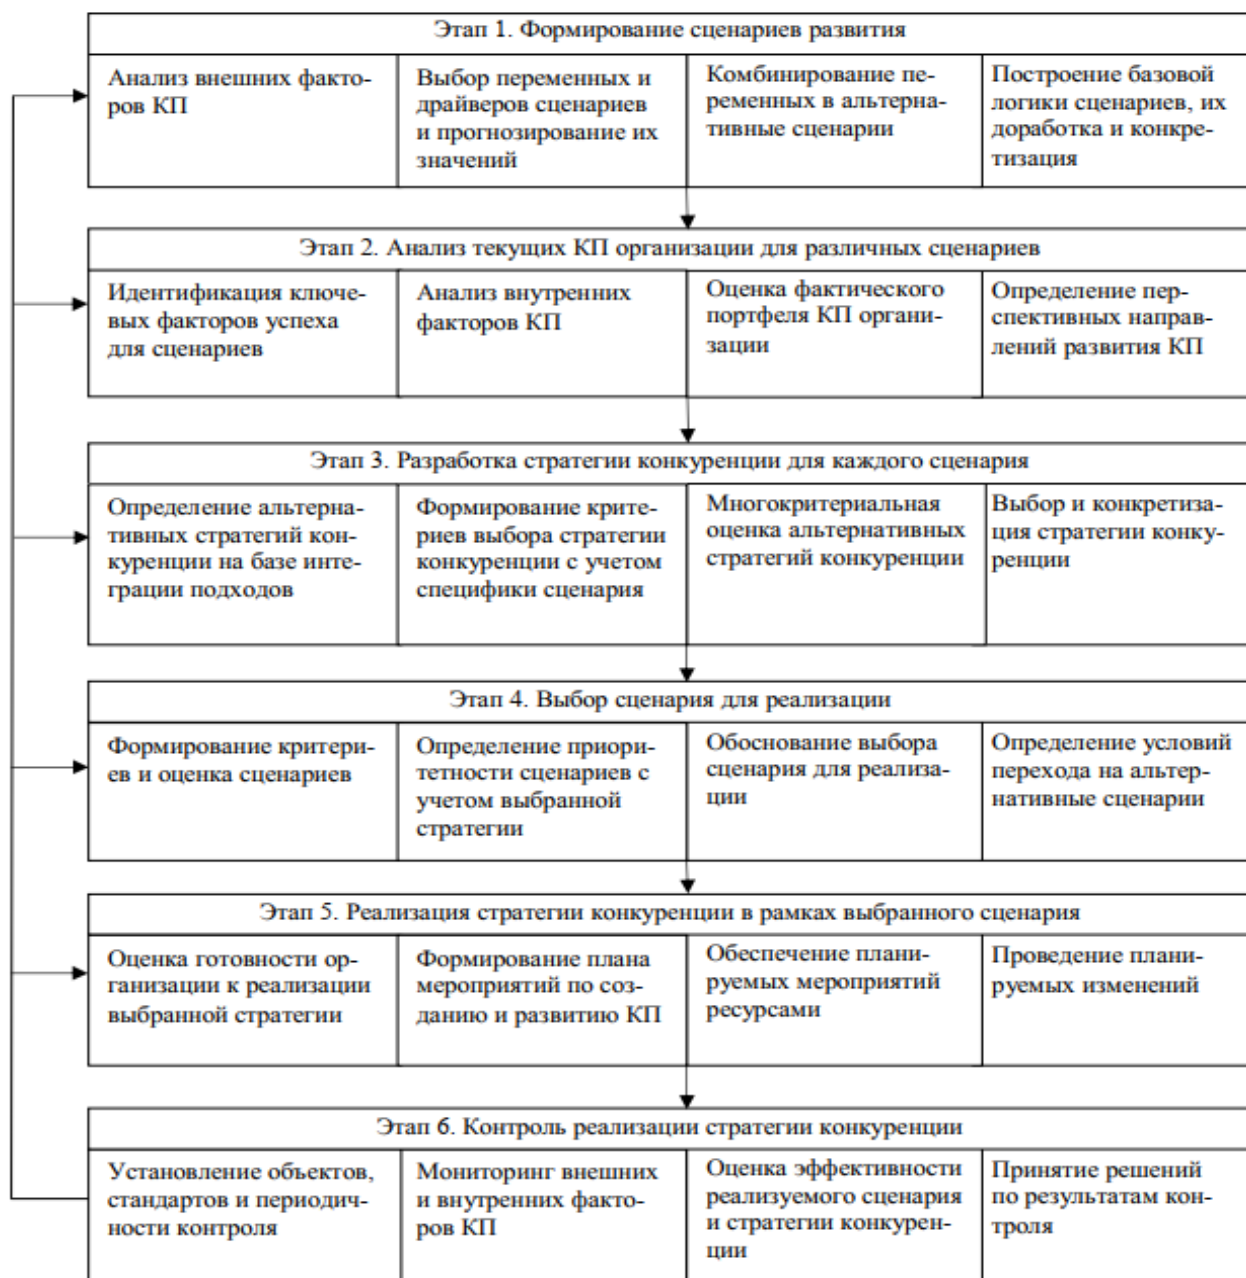 Этап 1. Формирование сценариев развития
Анализ внешних факто-
ров КП
Выбор переменных и
драйверов сценариев
и прогнозирование их
значений
Комбинирование пе-
ременных в альтерна-
тивные сценарии
Построение базовой
логики сценариев, их
доработка и конкре-
тизация
Этап 2. Анализ текущих КП организации для различных сценариев
Идентификация ключе-
вых факторов успеха
для сценариев
Анализ внутренних
факторов КП
Оценка фактического
портфеля КП органи-
зации
Определение пер-
спективных направ-
лений развития КП
Этап 3. Разработка стратегии конкуренции для каждого сценария
Определение альтерна-
тивных стратегий кон-
куренции на базе инте-
грации подходов
Формирование крите-
риев выбора стратегии
конкуренции с учетом
специфики сценария
Многокритериальная
оценка альтернативных
стратегий конкуренции
Выбор и конкретиза-
ция стратегии конку-
ренции
Этап 4. Выбор сценария для реализации
Формирование критери-
ев и оценка сценариев
Определение приори-
тетности сценариев с
учетом выбранной
стратегии
Обоснование выбора
сценария для реализа-
ции
Определение условий
перехода на альтер-
нативные сценарии
Этап 5. Реализация стратегии конкуренции в рамках выбранного сценария
Оценка готовности ор-
ганизации к реализации
выбранной стратегии
Формирование плана
мероприятий по соз-
данию и развитию КП
Обеспечение плани-
руемых мероприятий
ресурсами
Проведение плани-
руемых изменений
Этап 6. Контроль реализации стратегии конкуренции
Установление объектов,
стандартов и периодич-
ности контроля
Мониторинг внешних
и внутренних факто-
ров КП
Оценка эффективности
реализуемого сценария
и стратегии конкурен-
ции
Принятие решений
по результатам кон-
троля